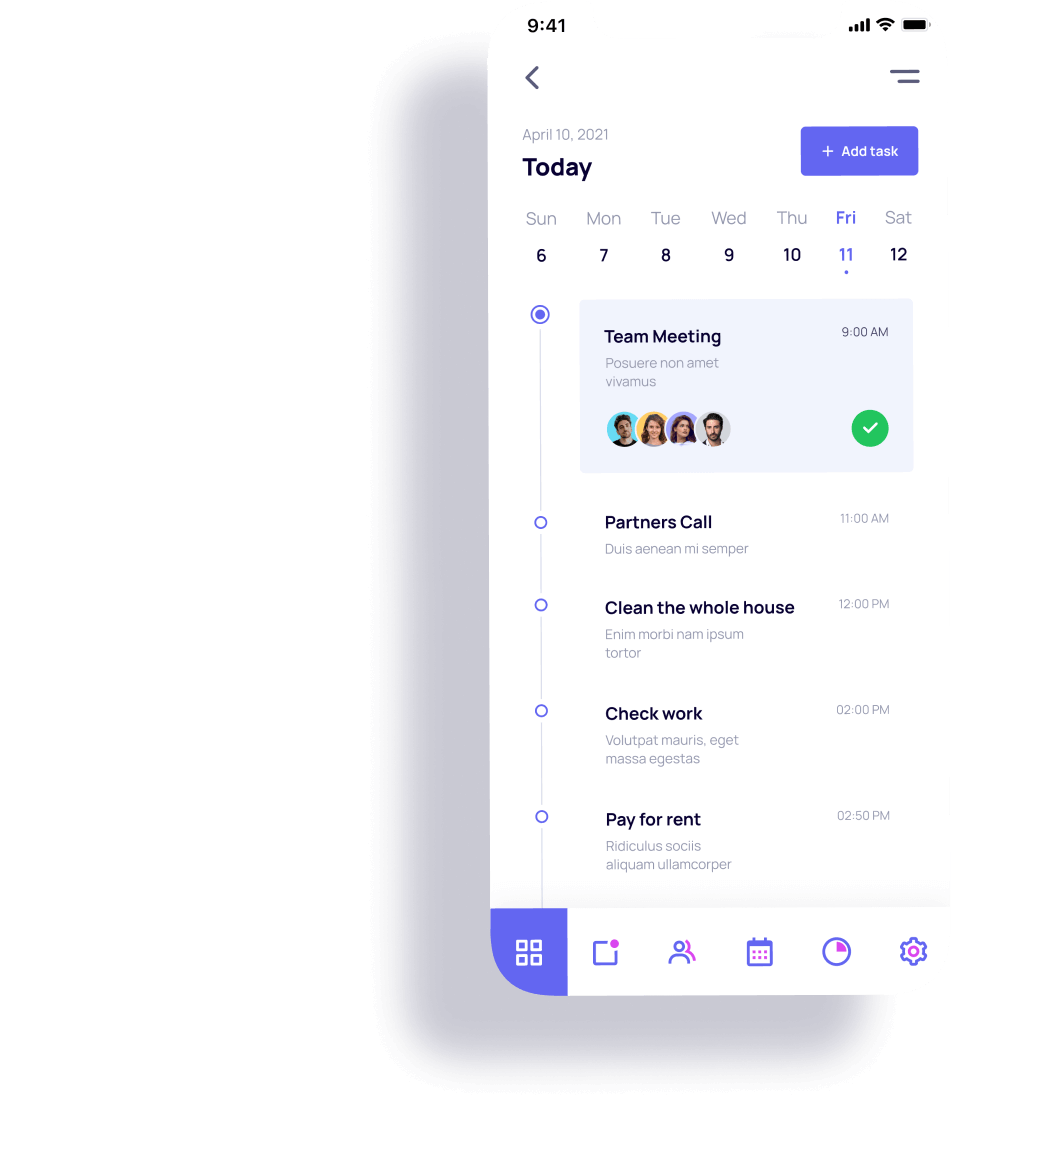 9:41
April 10, 2021
Today
+ Add task
Sun Mon Tue Wed Thu Fri Sat
6 7 8 9 10 11 12
Team Meeting 9:00 AM
Posuere non amet
vivamus
Partners Call 11:00 AM
Duis aenean mi semper
Clean the whole house 12:00 PM
Enim morbi nam ipsum
tortor
Check work 02:00 PM
Volutpat mauris, eget
massa egestas
Pay for rent 02:50 PM
Ridiculus sociis
aliquam ullamcorper